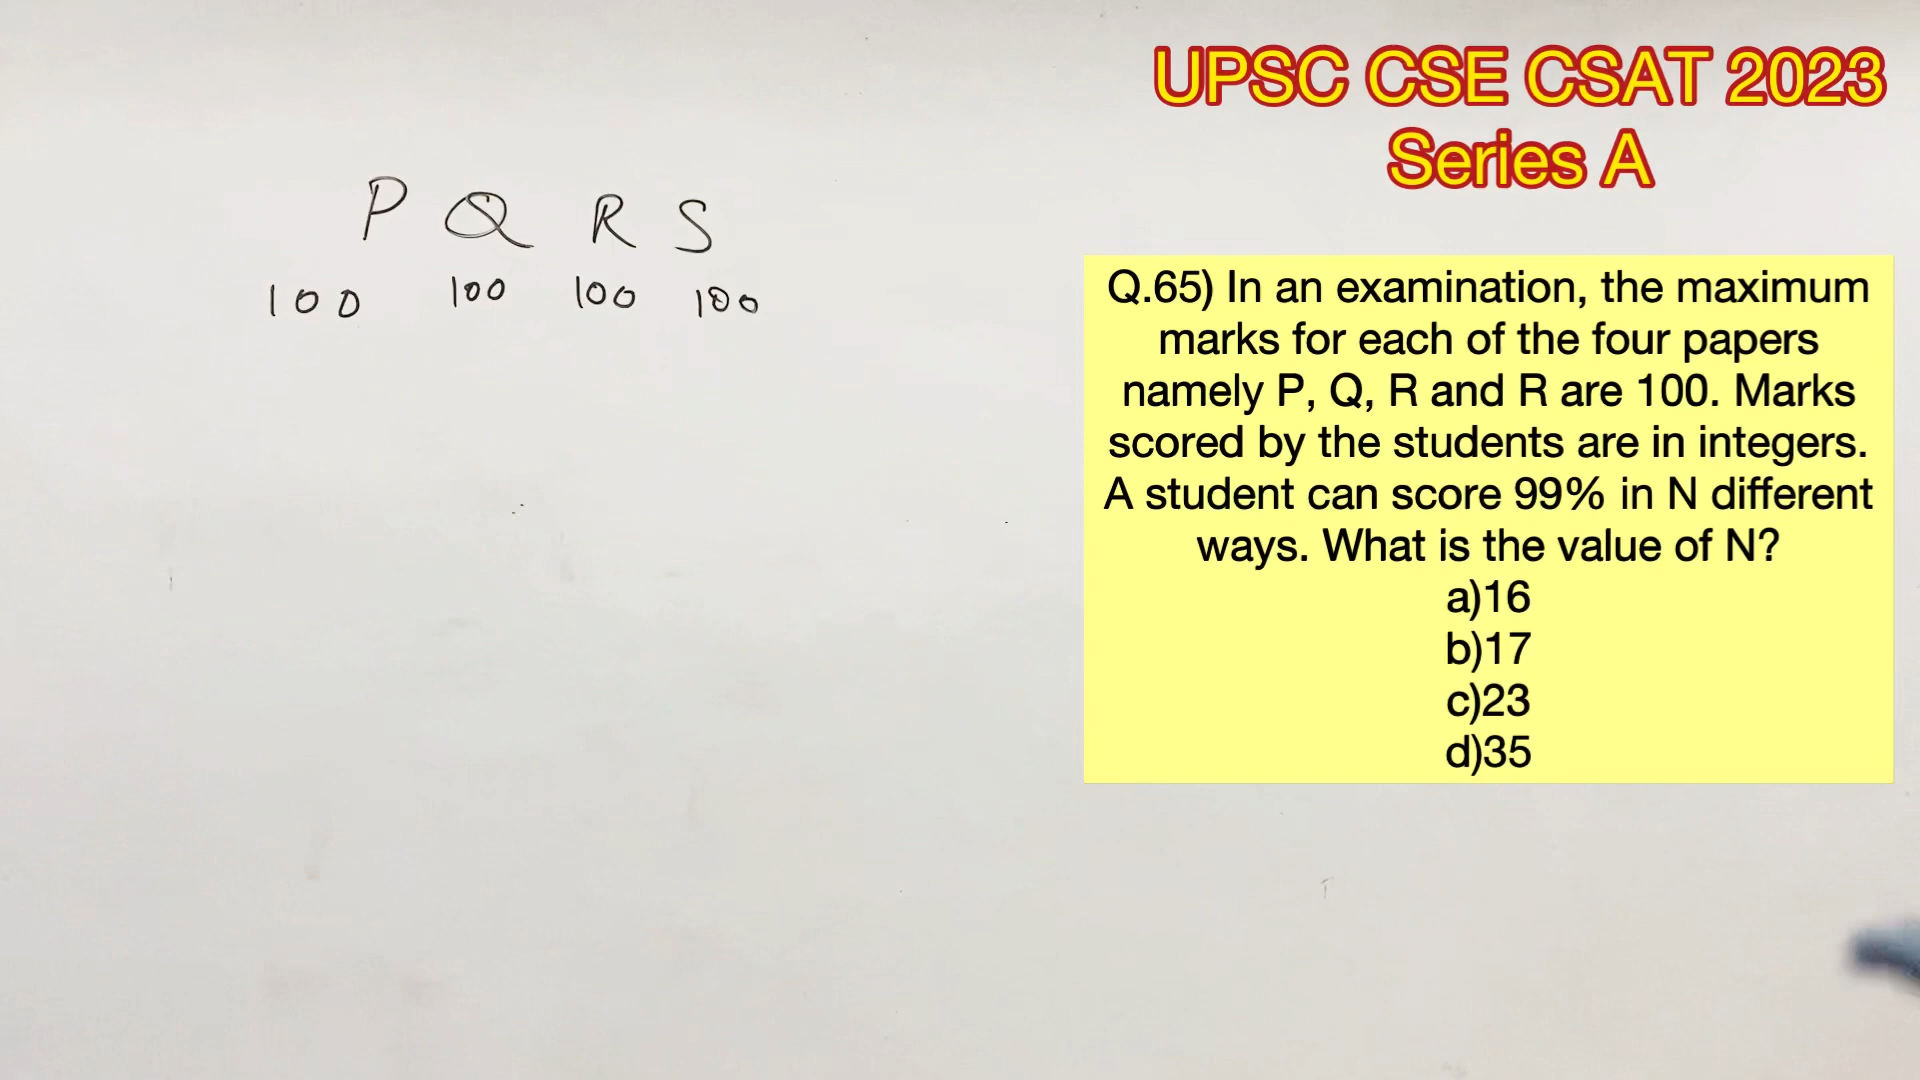 UPSC CSE CSAT 2023
Series A
P Q R S
100 100 100 100
Q.65) In an examination, the maximum
marks for each of the four papers
namely P, Q, R and R are 100. Marks
scored by the students are in integers.
A student can score 99% in N different
ways. What is the value of N?
a)16
b)17
c)23
d)35